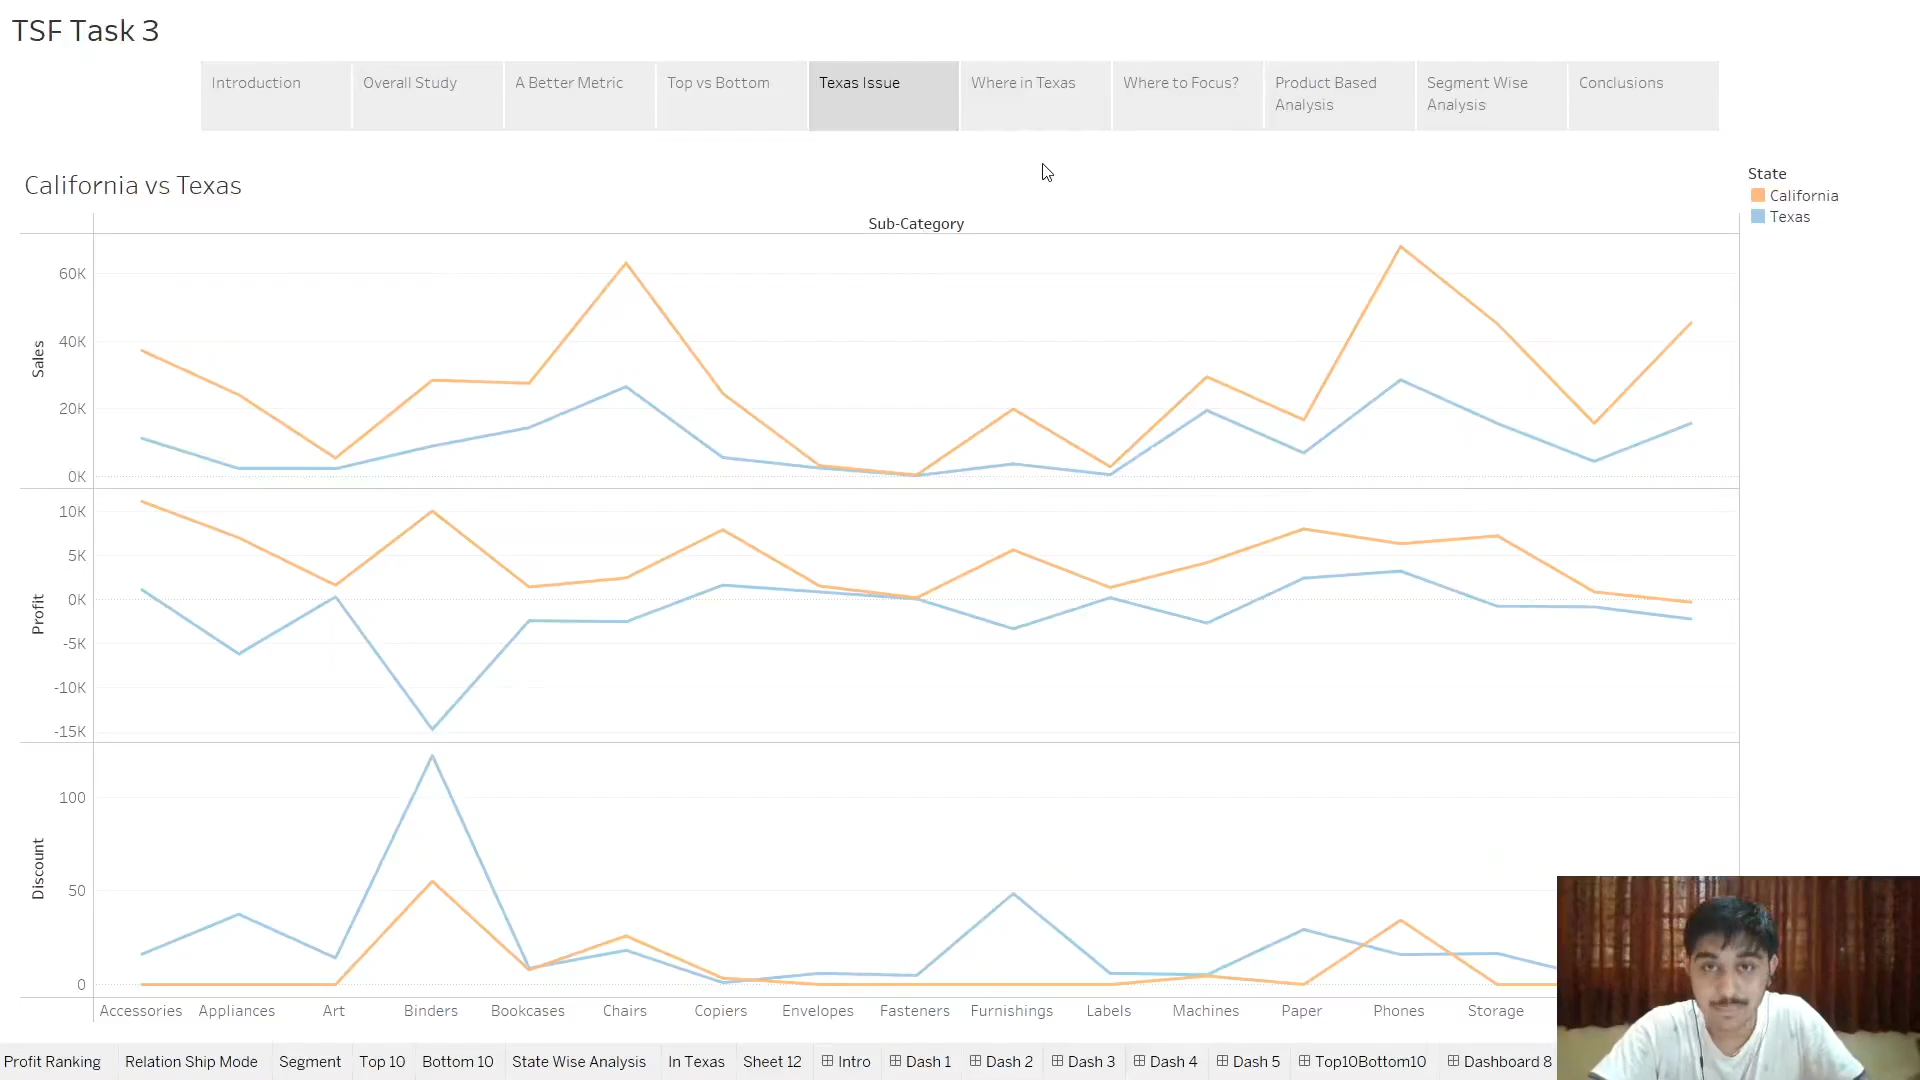 TSF Task 3
Introduction
Overall Study
A Better Metric
Top vs Bottom
Texas Issue
Where in Texas
Where to Focus?
Product Based
Analysis
Segment Wise
Analysis
Conclusions
California vs Texas
State
California
Texas
Sub-Category
Sales
60K
40K
20K
0K
Profit
10K
5K
0K
-5K
-10K
-15K
Discount
100
50
0
Accessories Appliances Art Binders Bookcases Chairs Copiers Envelopes Fasteners Furnishings Labels Machines Paper Phones Storage
Profit Ranking Relation Ship Mode Segment Top 10 Bottom 10 State Wise Analysis In Texas Sheet 12 Intro Dash 1 Dash 2 Dash 3 Dash 4 Dash 5 Top10Bottom10 Dashboard 8